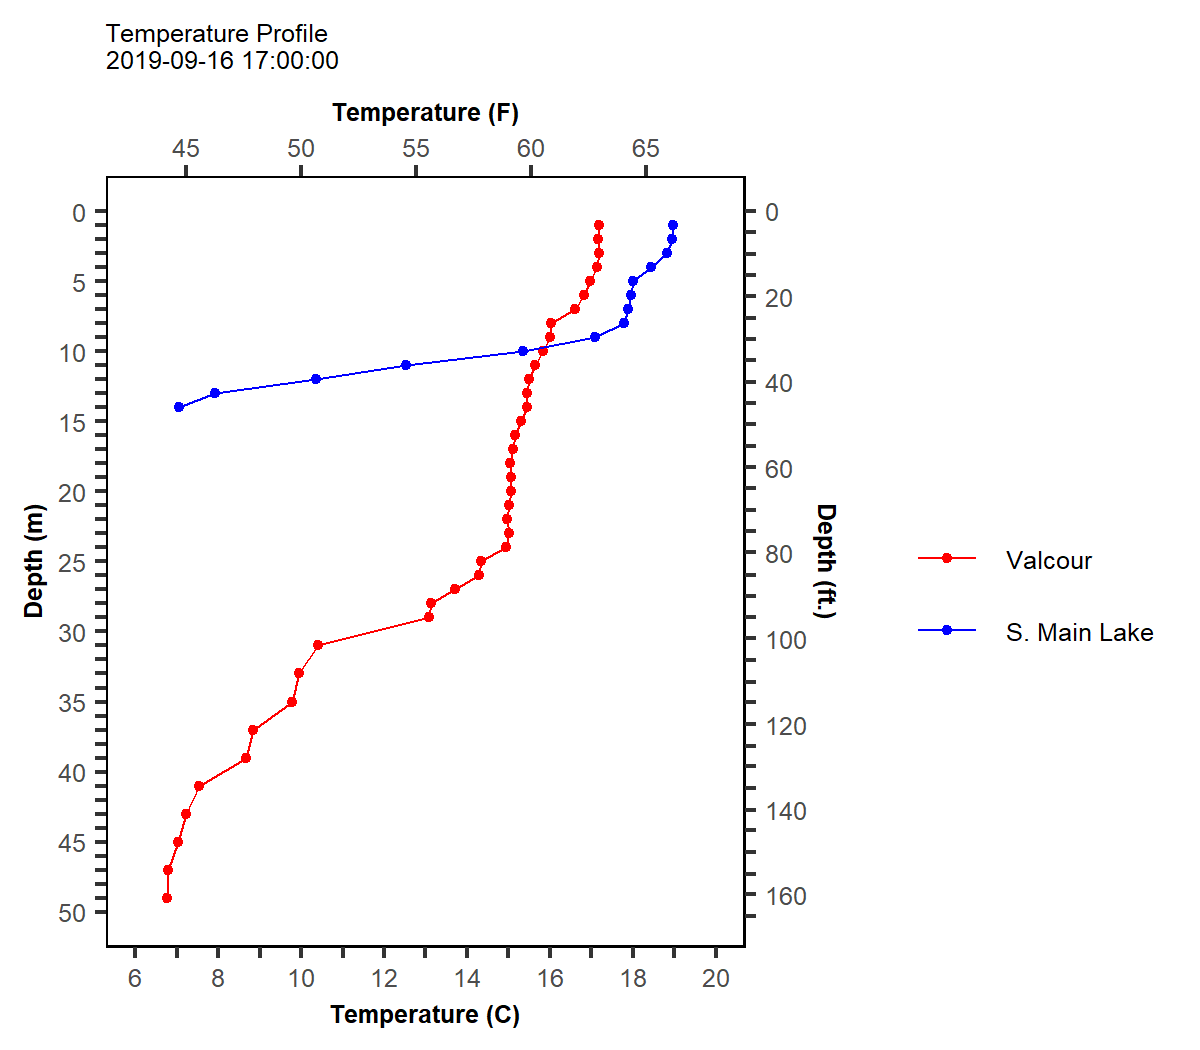 Temperature Profile
2019-09-16 17:00:00
Temperature (F)
45 50 55 60 65
0 0
5
20
10
40
15
60
20
Depth (m)
Depth (ft.)
80
25
Valcour
30
S. Main Lake
100
35
120
40
140
45
160
50
6 8 10 12 14 16 18 20
Temperature (C)